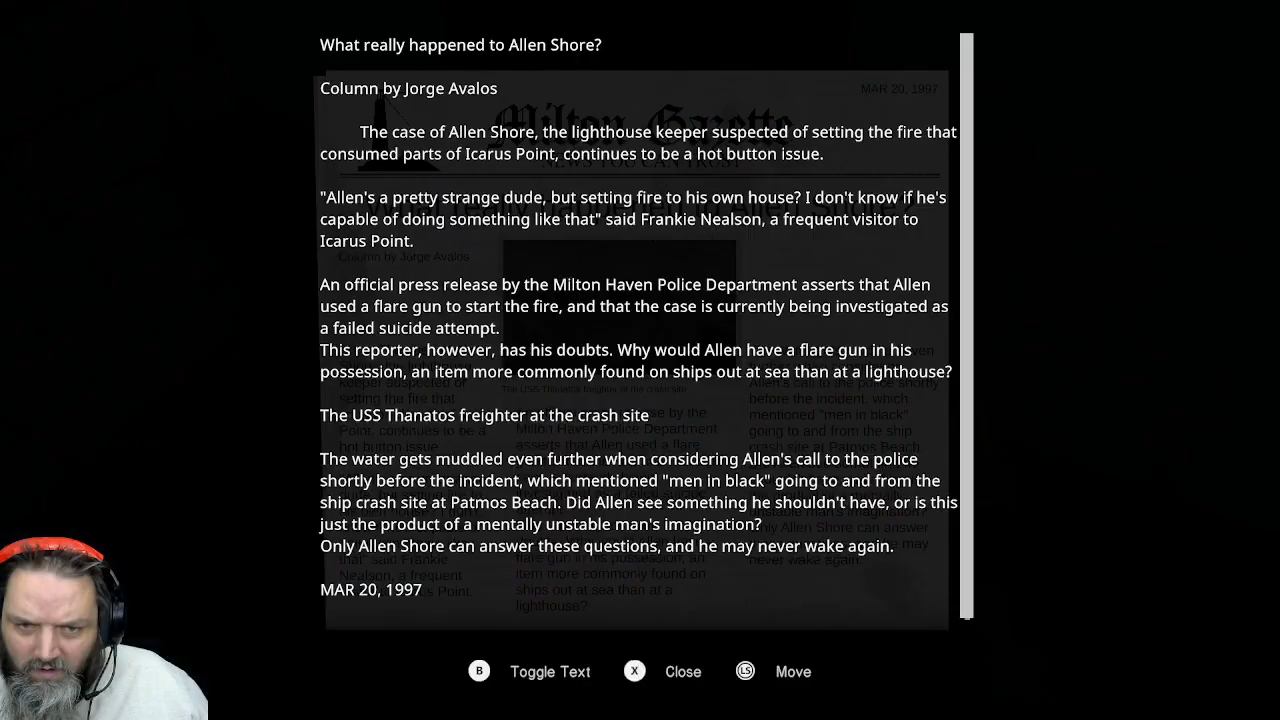 What really happened to Allen Shore?
Column by Jorge Avalos
MAR 20, 1997
Milton Gazette
The case of Allen Shore, the lighthouse keeper suspected of setting the fire that
consumed parts of Icarus Point, continues to be a hot button issue.
"Allen's a pretty strange dude, but setting fire to his own house? I don't know if he's
capable of doing something like that" said Frankie Nealson, a frequent visitor to
Icarus Point.
An official press release by the Milton Haven Police Department asserts that Allen
used a flare gun to start the fire, and that the case is currently being investigated as
a failed suicide attempt.
This reporter, however, has his doubts. Why would Allen have a flare gun in his
possession, an item more commonly found on ships out at sea than at a lighthouse?
The USS Thanatos freighter at the crash site
The water gets muddled even further when considering Allen's call to the police
shortly before the incident, which mentioned "men in black" going to and from the
ship crash site at Patmos Beach. Did Allen see something he shouldn't have, or is this
just the product of a mentally unstable man's imagination?
Only Allen Shore can answer these questions, and he may never wake again.
MAR 20, 1997
B Toggle Text X Close LS Move